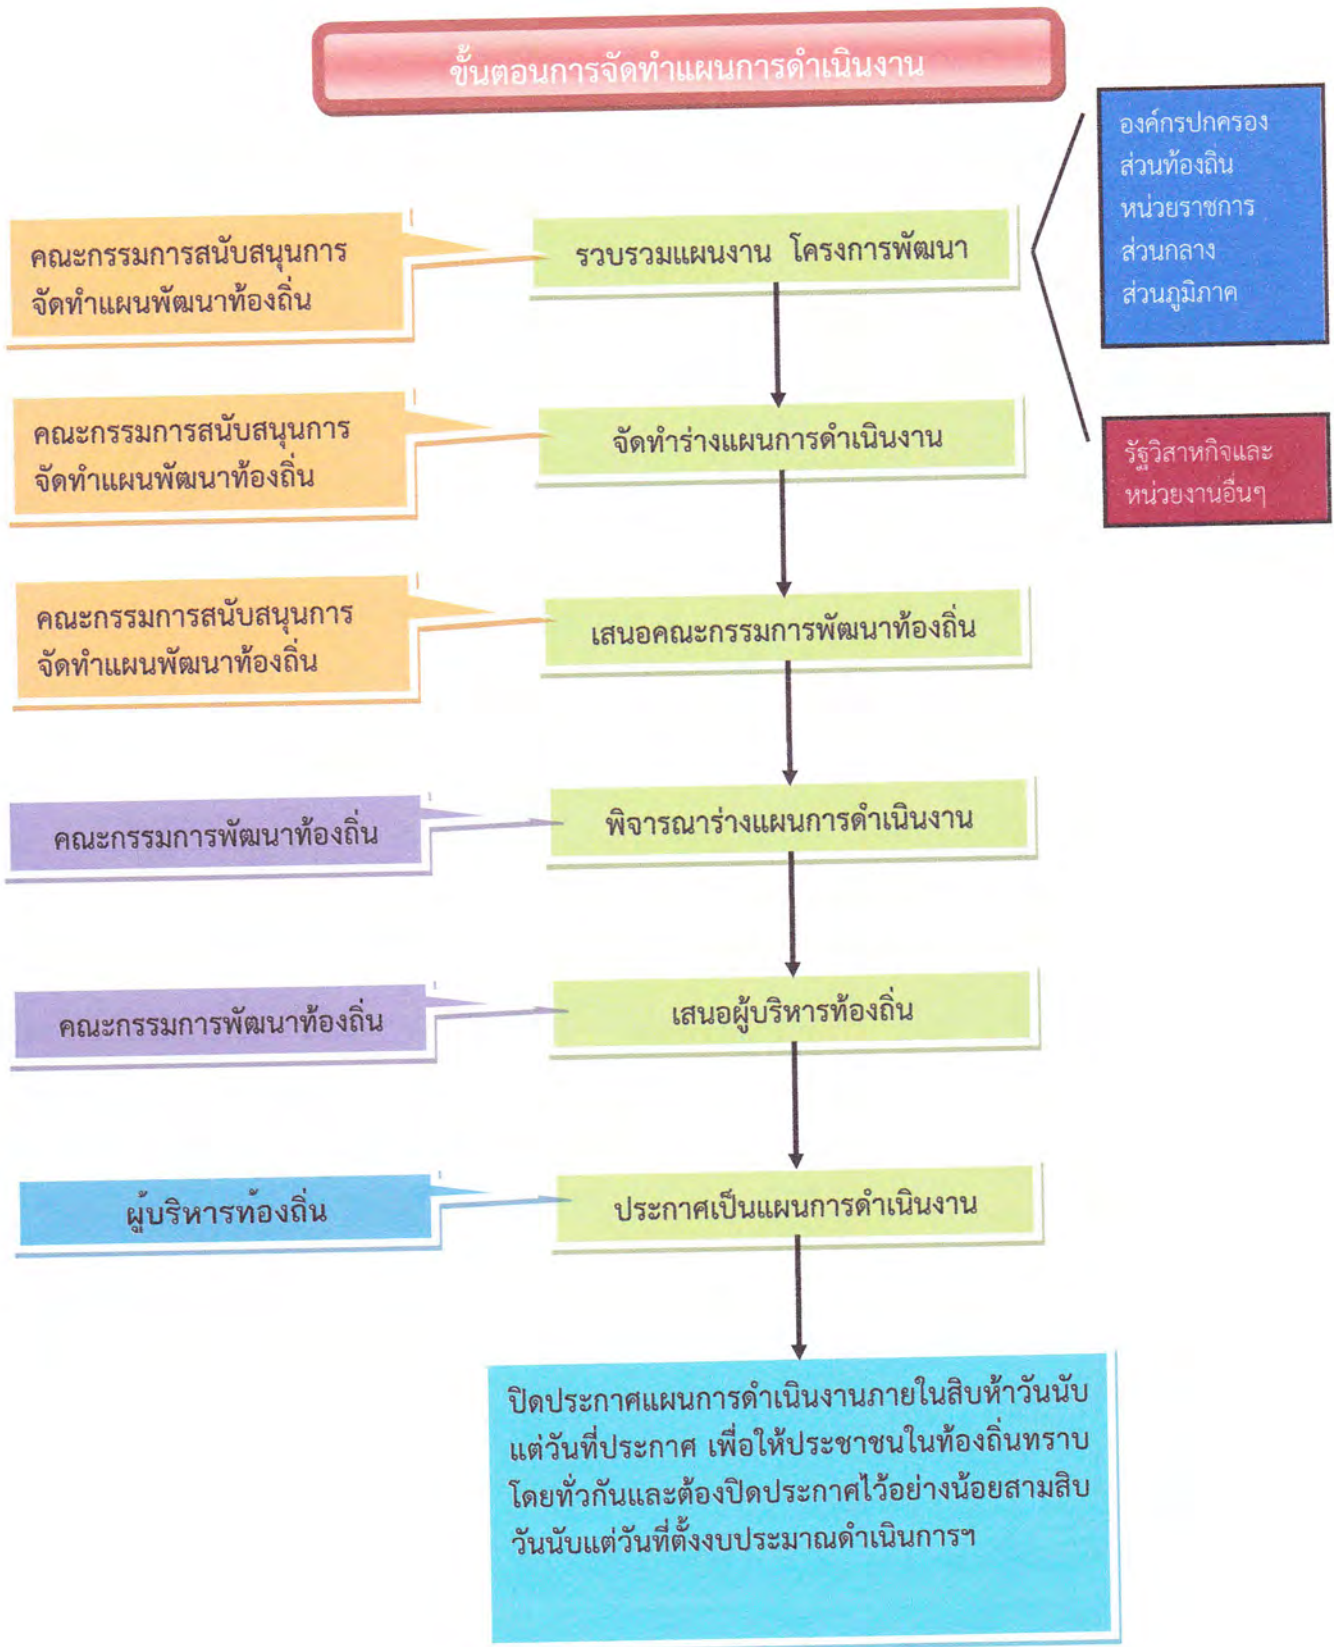 ขั้นตอนการจัดทำแผนการดำเนินงาน
องค์กรปกครอง
ส่วนท้องถิ่น
หน่วยราชการ
ส่วนกลาง
ส่วนภูมิภาค
คณะกรรมการสนับสนุนการ
จัดทำแผนพัฒนาท้องถิ่น
รวบรวมแผนงาน โครงการพัฒนา
รัฐวิสาหกิจและ
หน่วยงานอื่นๆ
คณะกรรมการสนับสนุนการ
จัดทำแผนพัฒนาท้องถิ่น
จัดทำร่างแผนการดำเนินงาน
คณะกรรมการสนับสนุนการ
จัดทำแผนพัฒนาท้องถิ่น
เสนอคณะกรรมการพัฒนาท้องถิ่น
คณะกรรมการพัฒนาท้องถิ่น
พิจารณาร่างแผนการดำเนินงาน
คณะกรรมการพัฒนาท้องถิ่น
เสนอผู้บริหารท้องถิ่น
ผู้บริหารท้องถิ่น
ประกาศเป็นแผนการดำเนินงาน
ปิดประกาศแผนการดำเนินงานภายในสิบห้าวันนับ
แต่วันที่ประกาศ เพื่อให้ประชาชนในท้องถิ่นทราบ
โดยทั่วกันและต้องปิดประกาศไว้อย่างน้อยสามสิบ
วันนับแต่วันที่ตั้งงบประมาณดำเนินการฯ